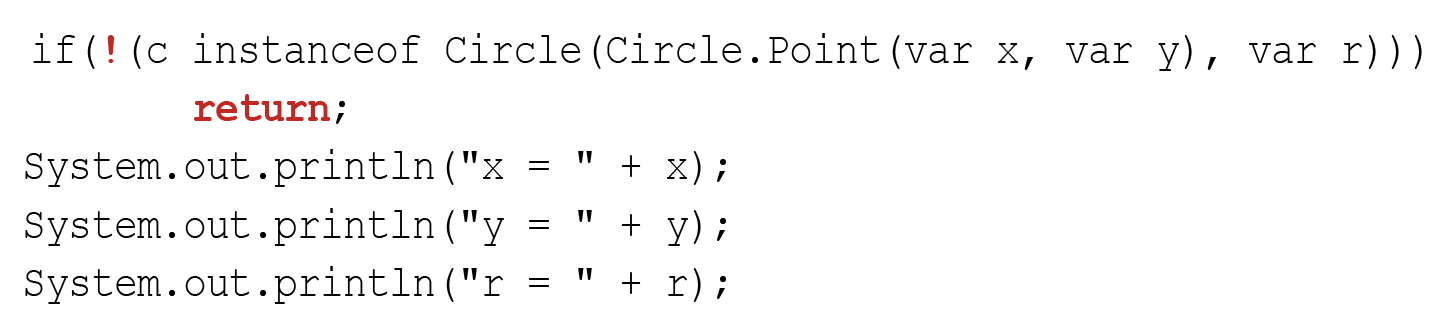 if(!(c instanceof Circle(Circle.Point(var x, var y), var r)))
return;
System.out.println("x = " + x);
System.out.println("y = " + y);
System.out.println("r = " + r);